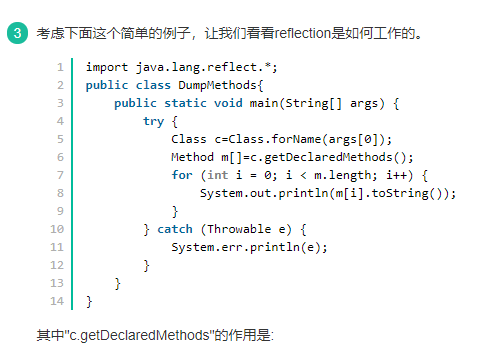 3 考虑下面这个简单的例子，让我们看看reflection是如何工作的。
1 import java.lang.reflect.*;
2 public class DumpMethods{
3     public static void main(String[] args) {
4         try {
5             Class c=Class.forName(args[0]);
6             Method m[]=c.getDeclaredMethods();
7             for (int i = 0; i < m.length; i++) {
8                 System.out.println(m[i].toString());
9             }
10         } catch (Throwable e) {
11             System.err.println(e);
12         }
13     }
14 }
其中"c.getDeclaredMethods"的作用是: